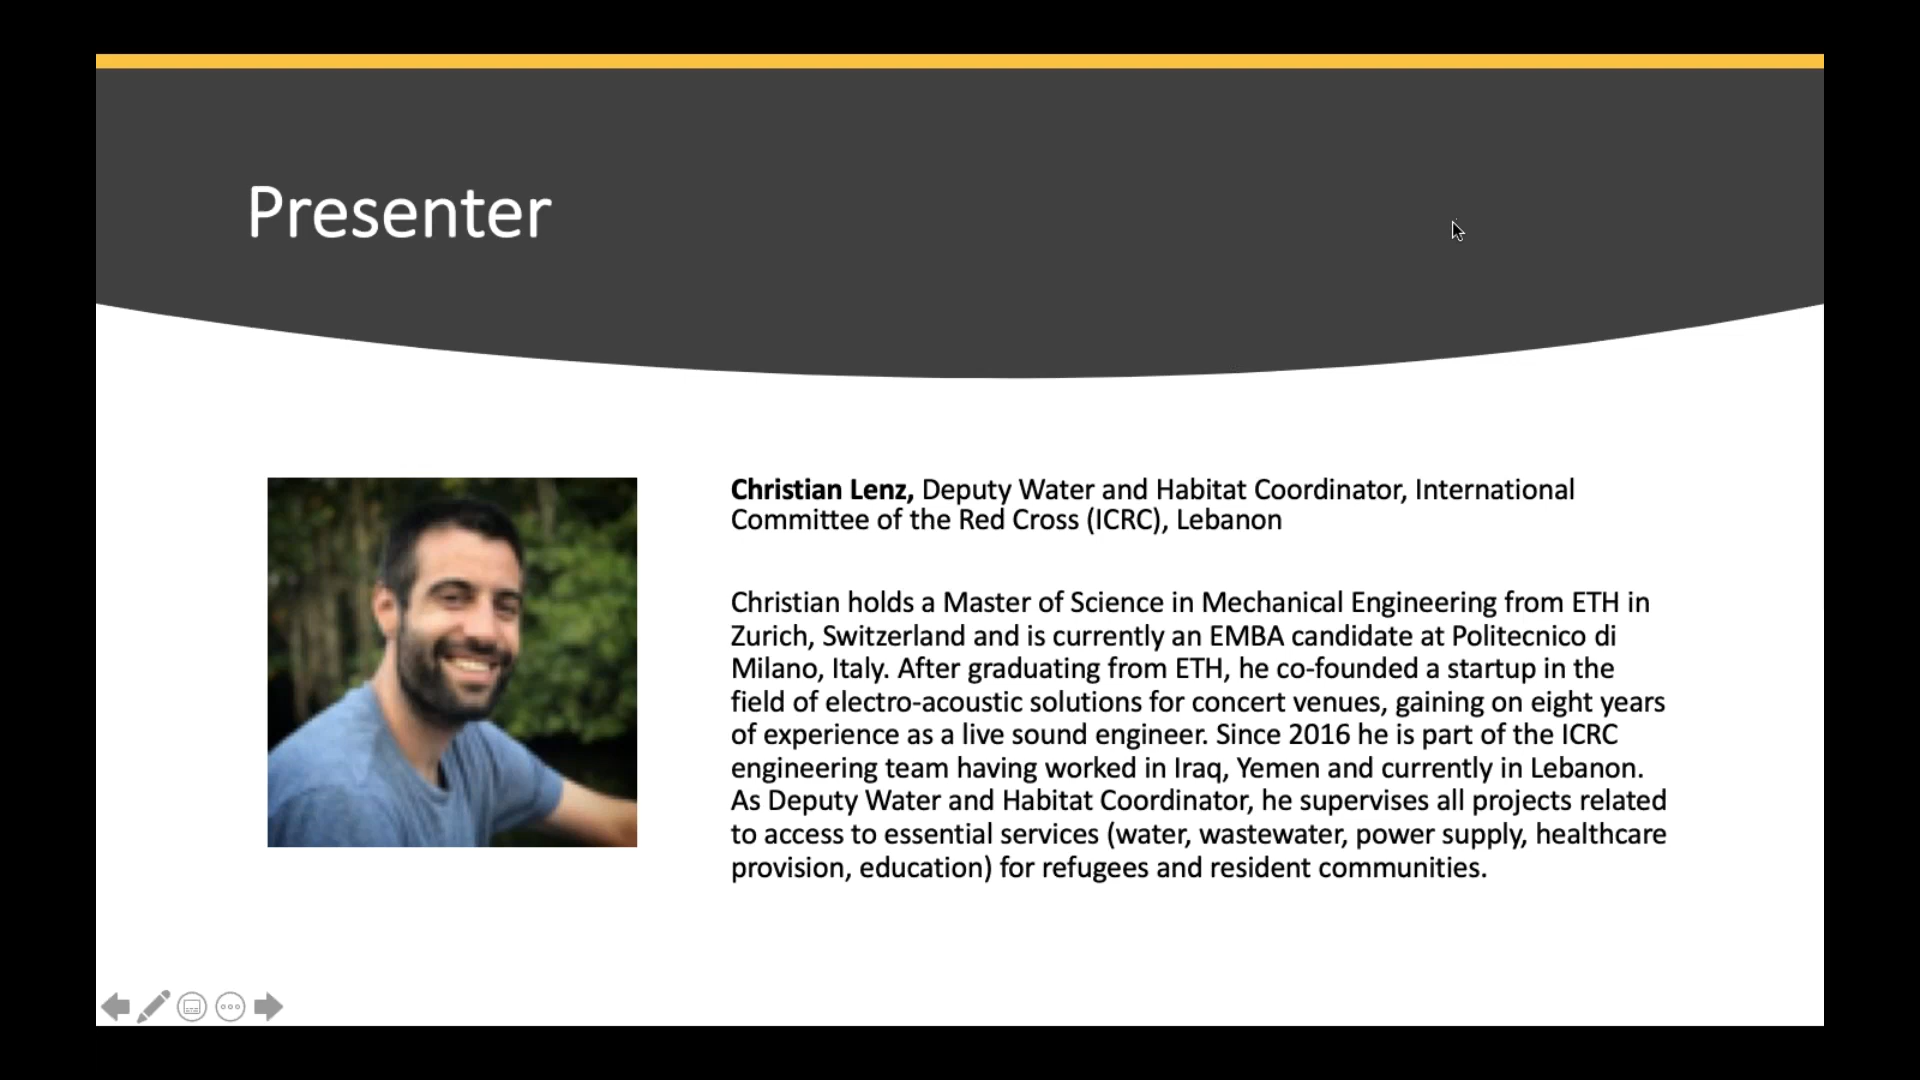 Presenter
Christian Lenz, Deputy Water and Habitat Coordinator, International
Committee of the Red Cross (ICRC), Lebanon
Christian holds a Master of Science in Mechanical Engineering from ETH in
Zurich, Switzerland and is currently an EMBA candidate at Politecnico di
Milano, Italy. After graduating from ETH, he co-founded a startup in the
field of electro-acoustic solutions for concert venues, gaining on eight years
of experience as a live sound engineer. Since 2016 he is part of the ICRC
engineering team having worked in Iraq, Yemen and currently in Lebanon.
As Deputy Water and Habitat Coordinator, he supervises all projects related
to access to essential services (water, wastewater, power supply, healthcare
provision, education) for refugees and resident communities.